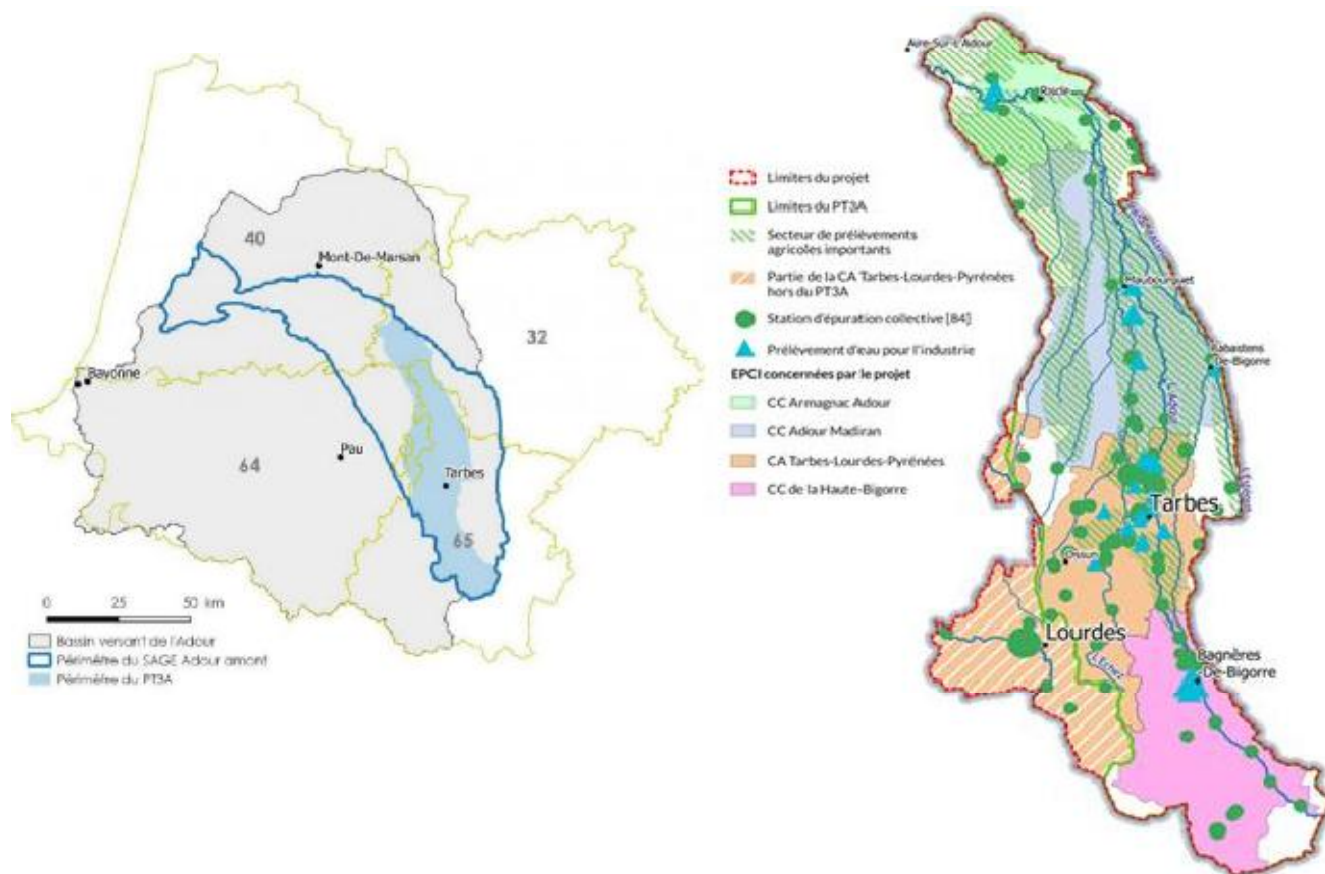 40
Mont-De-Marsan
32
Bayonne
64
Pau
Tarbes
65
0 25 50 km
Bassin versant de l'Adour
Périmètre du SAGE Adour amont
Périmètre du PT3A
Aire-Sur-L'Adour
Riscle
Limites du projet
Limites du PT3A
Secteur de prélèvements
agricoles importants
Partie de la CA Tarbes-Lourdes-Pyrénées
hors du PT3A
Station d'épuration collective [84]
Prélèvement d'eau pour l'industrie
EPCI concernées par le projet
CC Armagnac Adour
CC Adour Madiran
CA Tarbes-Lourdes-Pyrénées
CC de la Haute-Bigorre
Maubourguet
Rabastens
De-Bigorre
L'Adour
Tarbes
Ossun
Lourdes
L'Echez
Bagnères
De-Bigorre